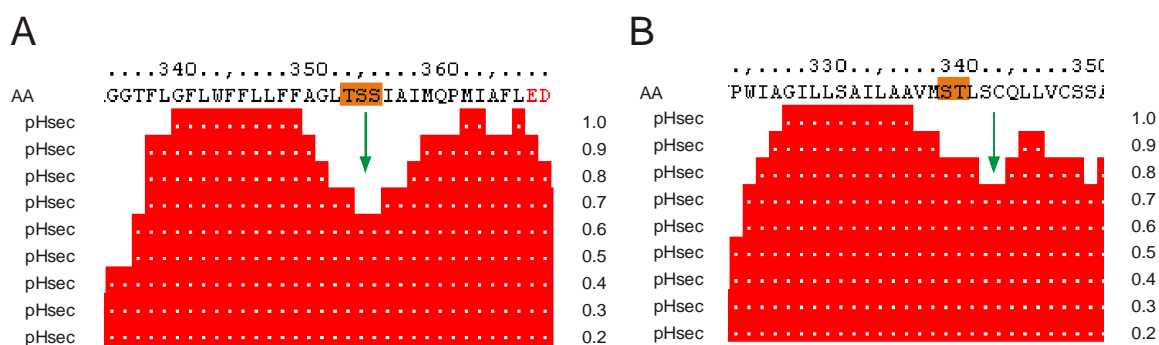 A
....340..,....350..,....360...,..
AA .GGTFLGFLWFFLLFFAGLTSSIAIMQPMIAFLED
pHsec 1.0
pHsec 0.9
pHsec 0.8
pHsec 0.7
pHsec 0.6
pHsec 0.5
pHsec 0.4
pHsec 0.3
pHsec 0.2
B
.,....330..,....340..,....350
AA PWIAGILLSAILAAVMSTLSCQLLVCSSA
pHsec 1.0
pHsec 0.9
pHsec 0.8
pHsec 0.7
pHsec 0.6
pHsec 0.5
pHsec 0.4
pHsec 0.3
pHsec 0.2